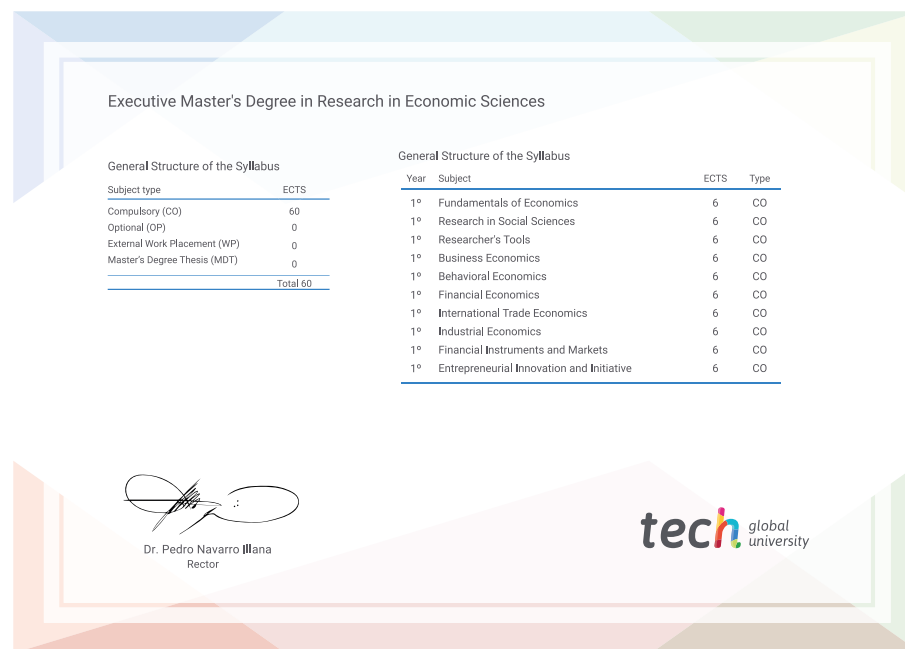 Executive Master's Degree in Research in Economic Sciences
General Structure of the Syllabus
Subject type ECTS
Compulsory (CO) 60
Optional (OP) 0
External Work Placement (WP) 0
Master's Degree Thesis (MDT) 0
Total 60
General Structure of the Syllabus
Year Subject ECTS Type
1º Fundamentals of Economics 6 CO
1º Research in Social Sciences 6 CO
1º Researcher's Tools 6 CO
1º Business Economics 6 CO
1º Behavioral Economics 6 CO
1º Financial Economics 6 CO
1º International Trade Economics 6 CO
1º Industrial Economics 6 CO
1º Financial Instruments and Markets 6 CO
1º Entrepreneurial Innovation and Initiative 6 CO
Dr. Pedro Navarro Illana
Rector
tech global
university